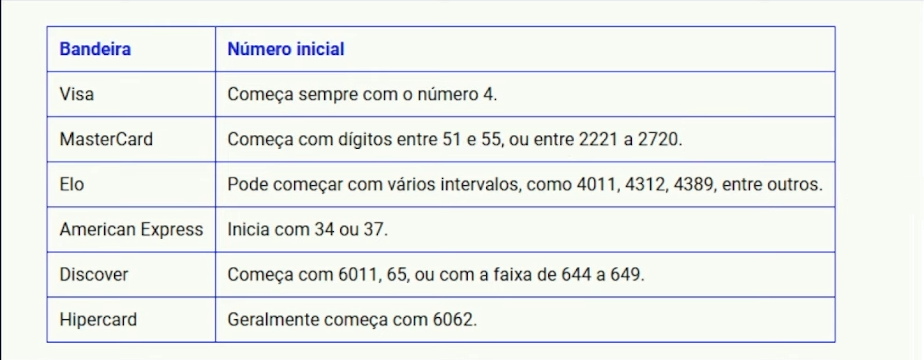 Bandeira Número inicial
Visa Começa sempre com o número 4.
MasterCard Começa com dígitos entre 51 e 55, ou entre 2221 a 2720.
Elo Pode começar com vários intervalos, como 4011, 4312, 4389, entre outros.
American Express Inicia com 34 ou 37.
Discover Começa com 6011, 65, ou com a faixa de 644 a 649.
Hipercard Geralmente começa com 6062.